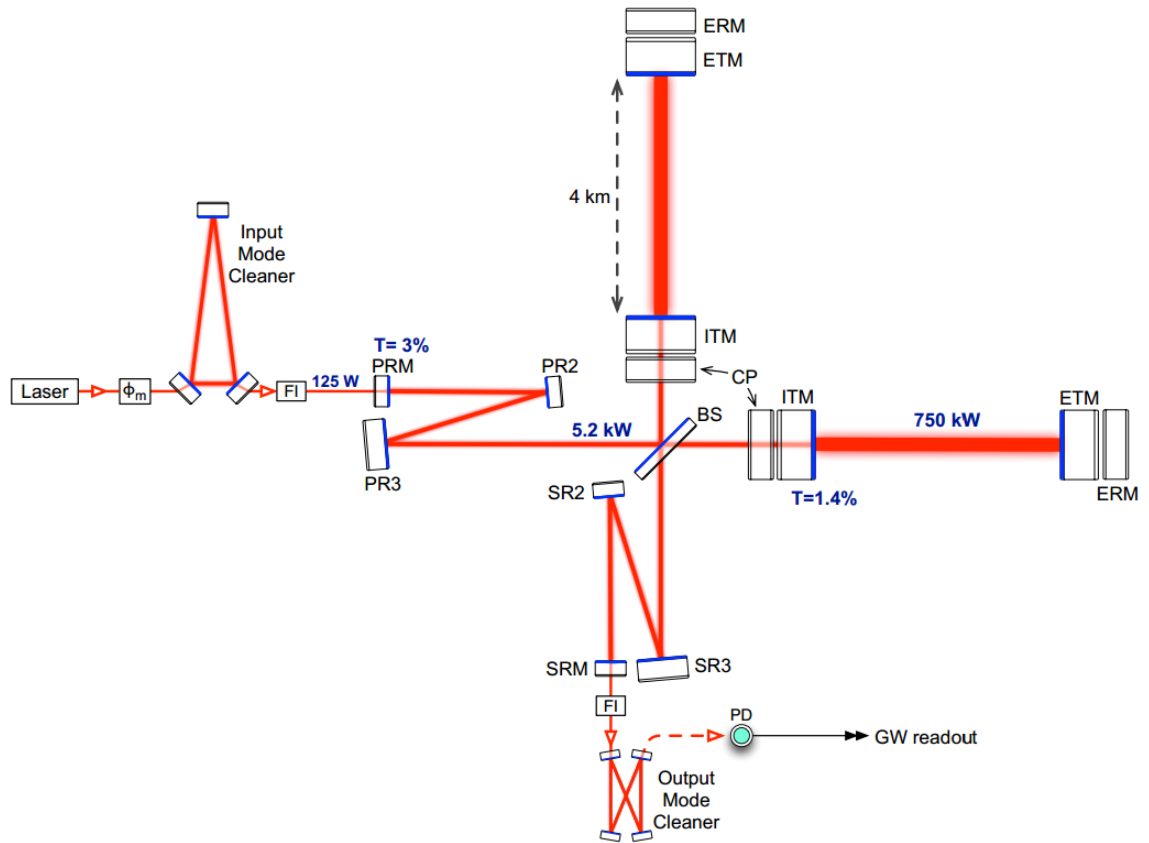 ERM
ETM
4 km
Input
Mode
Cleaner
ITM
T= 3%
PRM
PR2
CP
Laser
Φm
FI
125 W
ITM
ETM
BS
5.2 kW
750 kW
PR3
SR2
T=1.4%
ERM
SRM
SR3
FI
PD
GW readout
Output
Mode
Cleaner